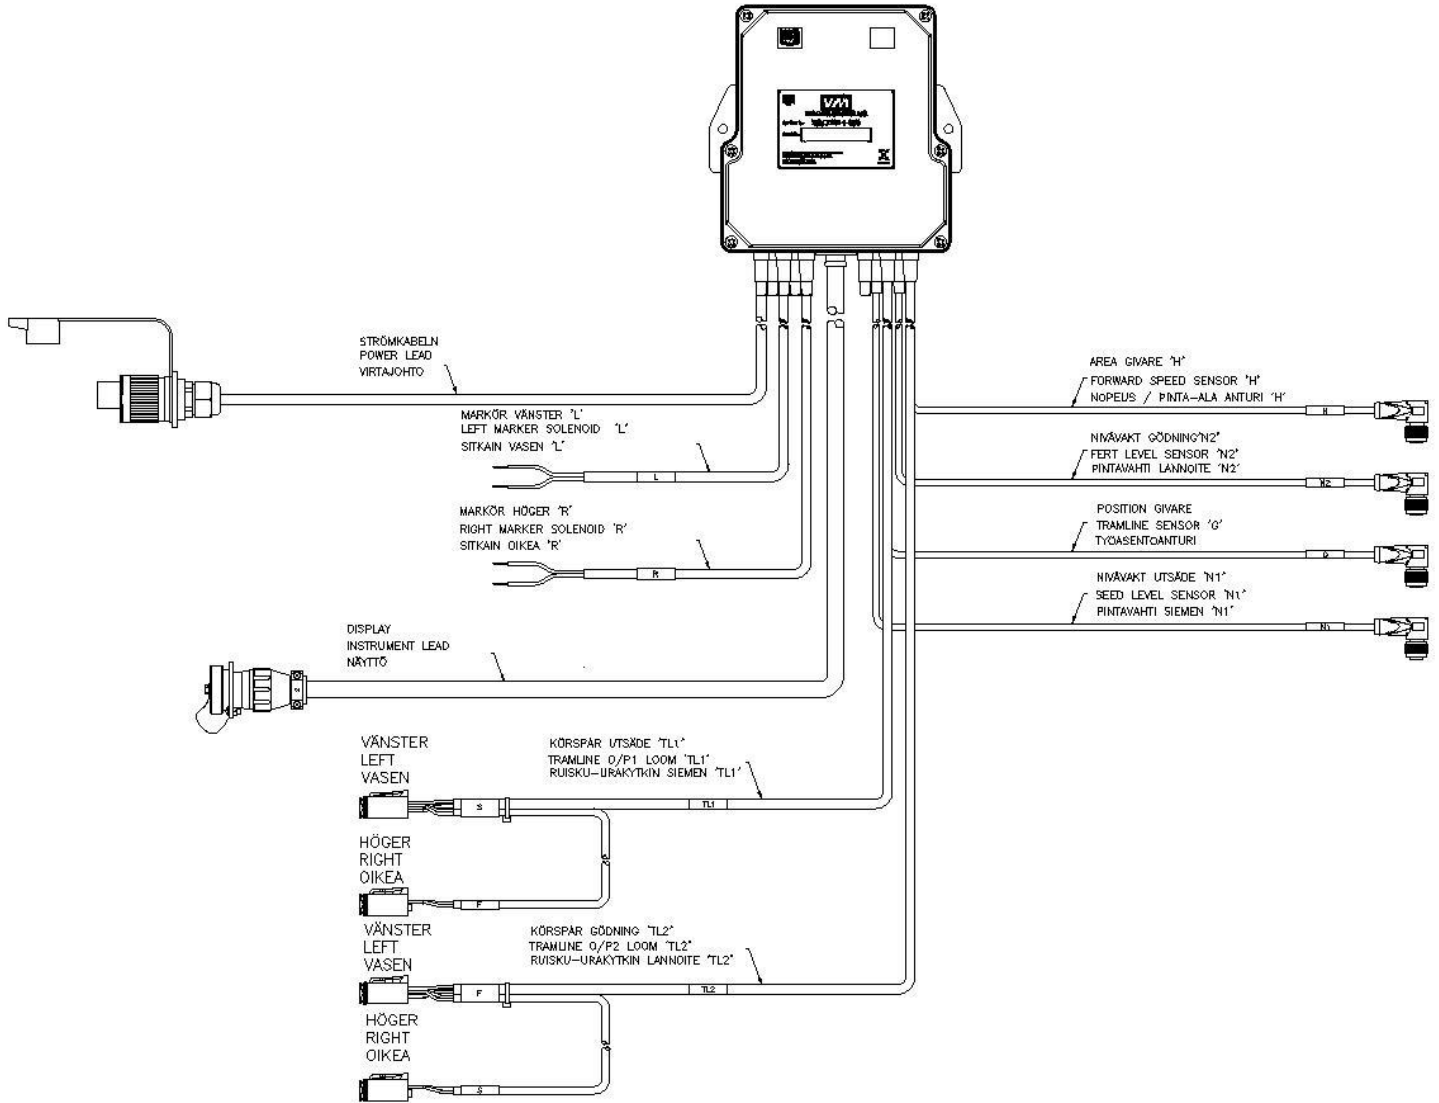 VM
STRÖMKABELN
POWER LEAD
VIRTAJOHTO
MARKÖR VÄNSTER 'L'
LEFT MARKER SOLENOID 'L'
SITKAIN VASEN 'L'
L
MARKÖR HÖGER 'R'
RIGHT MARKER SOLENOID 'R'
SITKAIN OIKEA 'R'
R
DISPLAY
INSTRUMENT LEAD
NÄYTTÖ
AREA GIVARE 'H'
FORWARD SPEED SENSOR 'H'
NOPEUS / PINTA-ALA ANTURI 'H'
H
NIVÅVAKT GÖDNING'N2'
FERT LEVEL SENSOR 'N2'
PINTAVAHTI LANNOITE 'N2'
N2
POSITION GIVARE
TRAMLINE SENSOR 'G'
TYÖASENTOANTURI
G
NIVÅVAKT UTSÄDE 'N1'
SEED LEVEL SENSOR 'N1'
PINTAVAHTI SIEMEN 'N1'
N1
VÄNSTER
LEFT
VASEN
KÖRSPÅR UTSÄDE 'TL1'
TRAMLINE O/P1 LOOM 'TL1'
RUISKU-URAKYTKIN SIEMEN 'TL1'
S
TL1
HÖGER
RIGHT
OIKEA
F
VÄNSTER
LEFT
VASEN
KÖRSPÅR GÖDNING 'TL2'
TRAMLINE O/P2 LOOM 'TL2'
RUISKU-URAKYTKIN LANNOITE 'TL2'
F
TL2
HÖGER
RIGHT
OIKEA
S